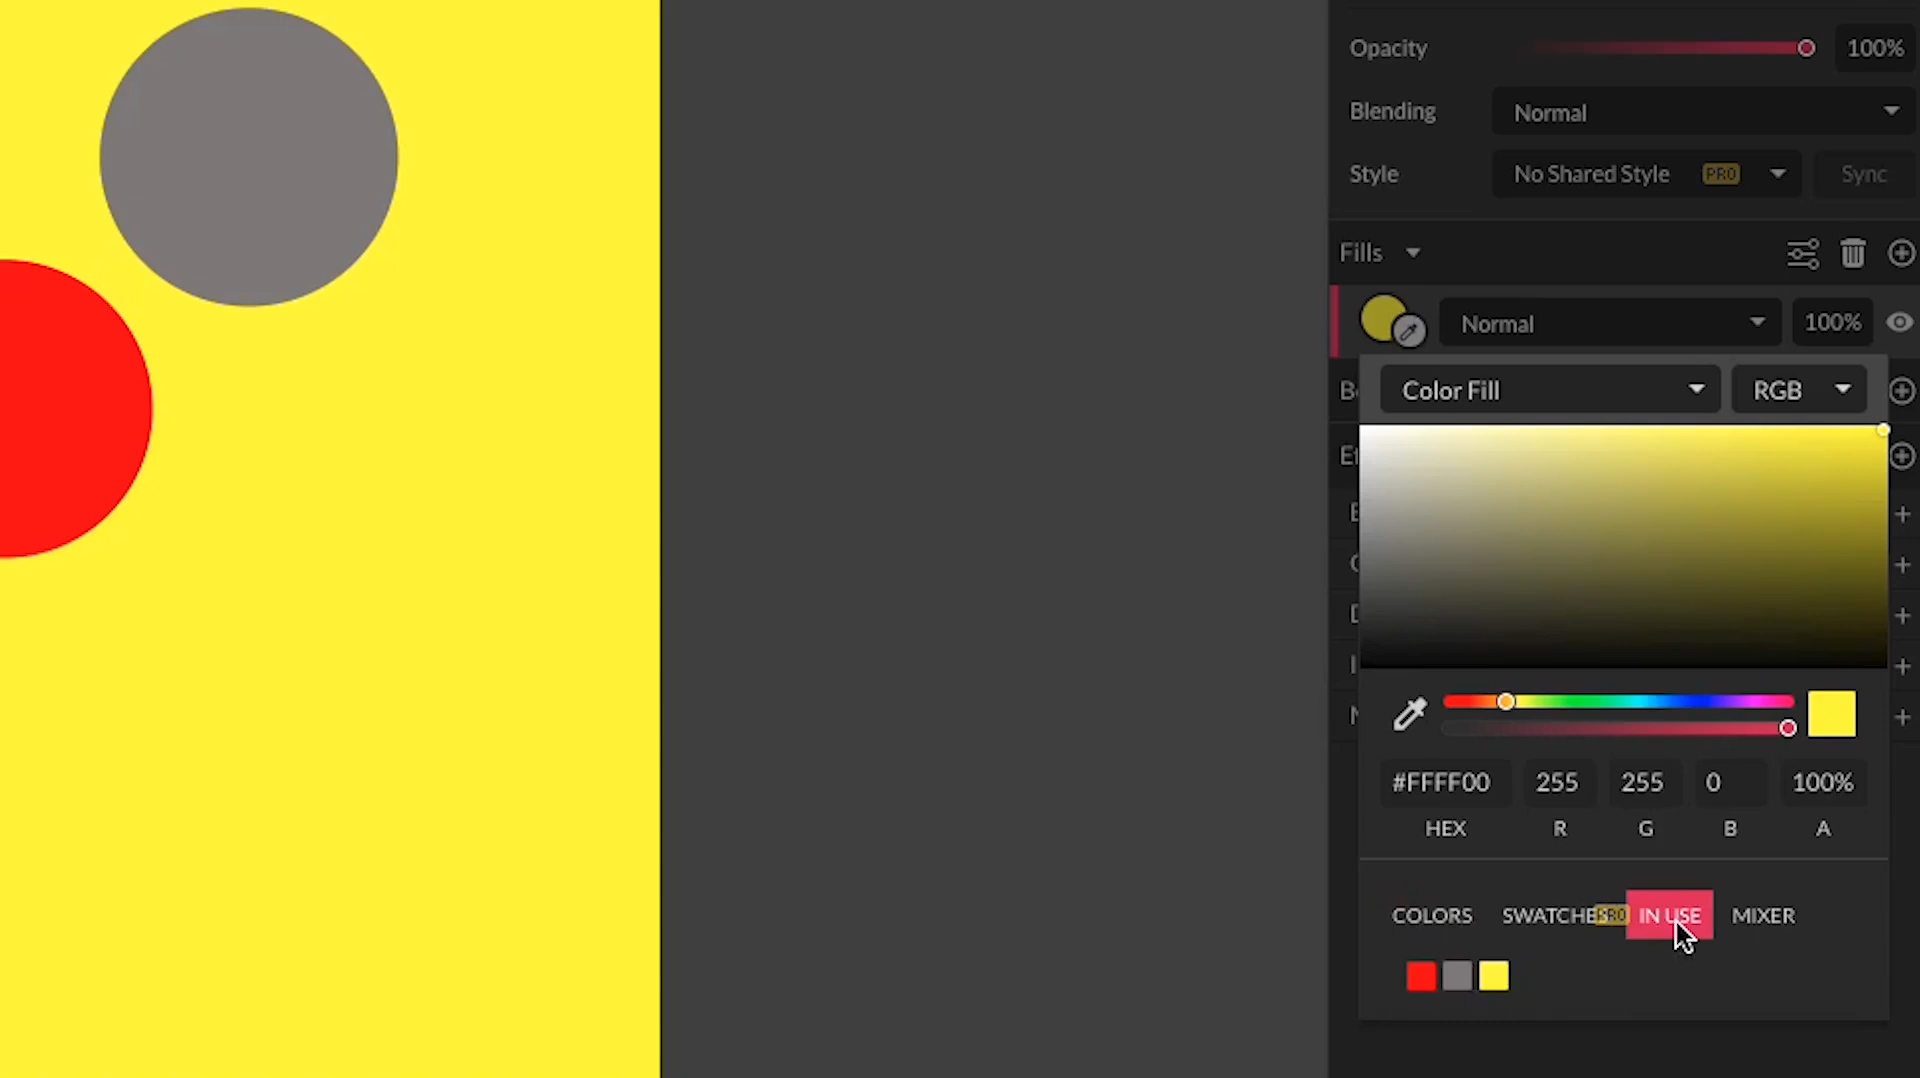 Opacity 100%
Blending Normal
Style No Shared Style PRO Sync
Fills
Normal 100%
Color Fill RGB
#FFFF00 255 255 0 100%
HEX R G B A
COLORS SWATCHES PRO IN USE MIXER